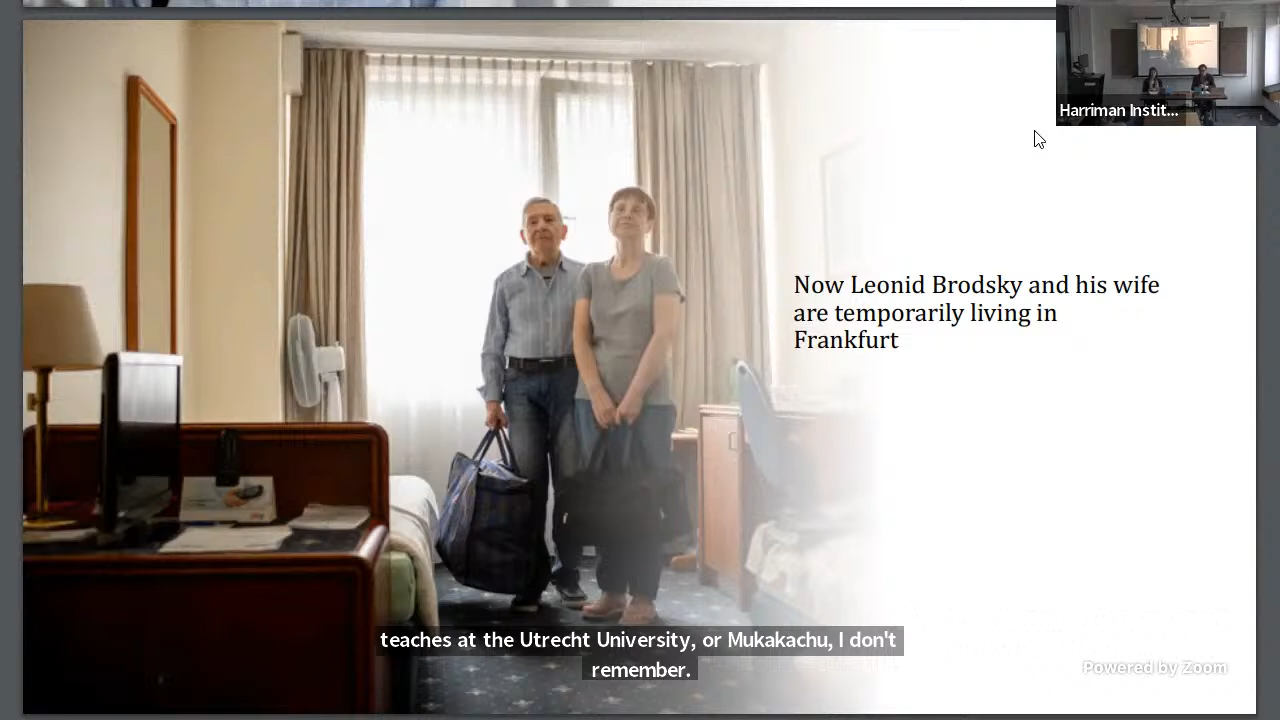 Harriman Instit...
Now Leonid Brodsky and his wife
are temporarily living in
Frankfurt
teaches at the Utrecht University, or Mukakachu, I don't
remember.
Powered by Zoom